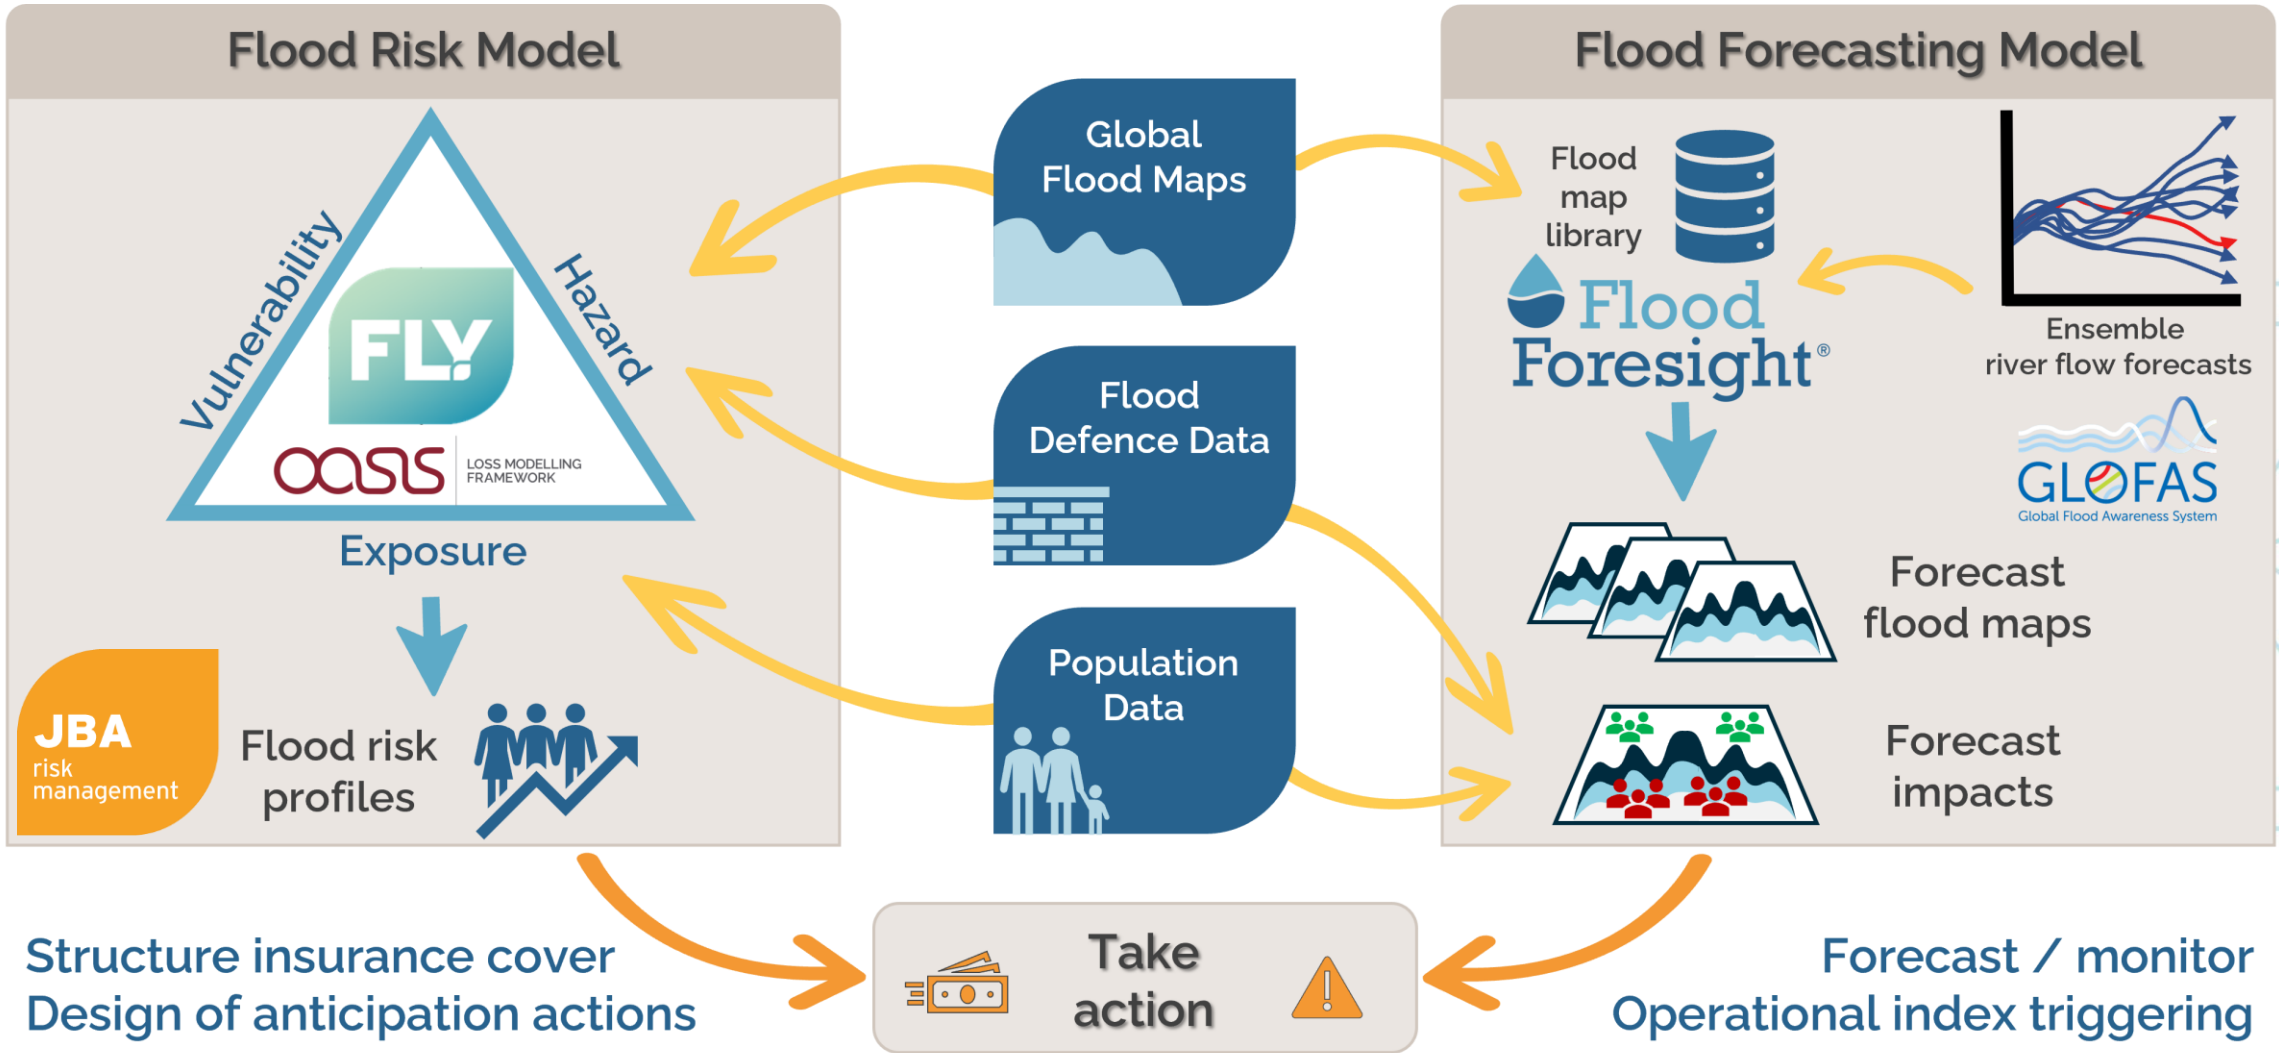 Flood Risk Model
Vulnerability
Hazard
FLY
OASIS
LOSS MODELLING
FRAMEWORK
Exposure
JBA
risk
management
Flood risk
profiles
Global
Flood Maps
Flood
Defence Data
Population
Data
Flood Forecasting Model
Flood
map
library
Flood
Foresight®
Ensemble
river flow forecasts
GLOFAS
Global Flood Awareness System
Forecast
flood maps
Forecast
impacts
Structure insurance cover
Design of anticipation actions
Take
action
Forecast / monitor
Operational index triggering